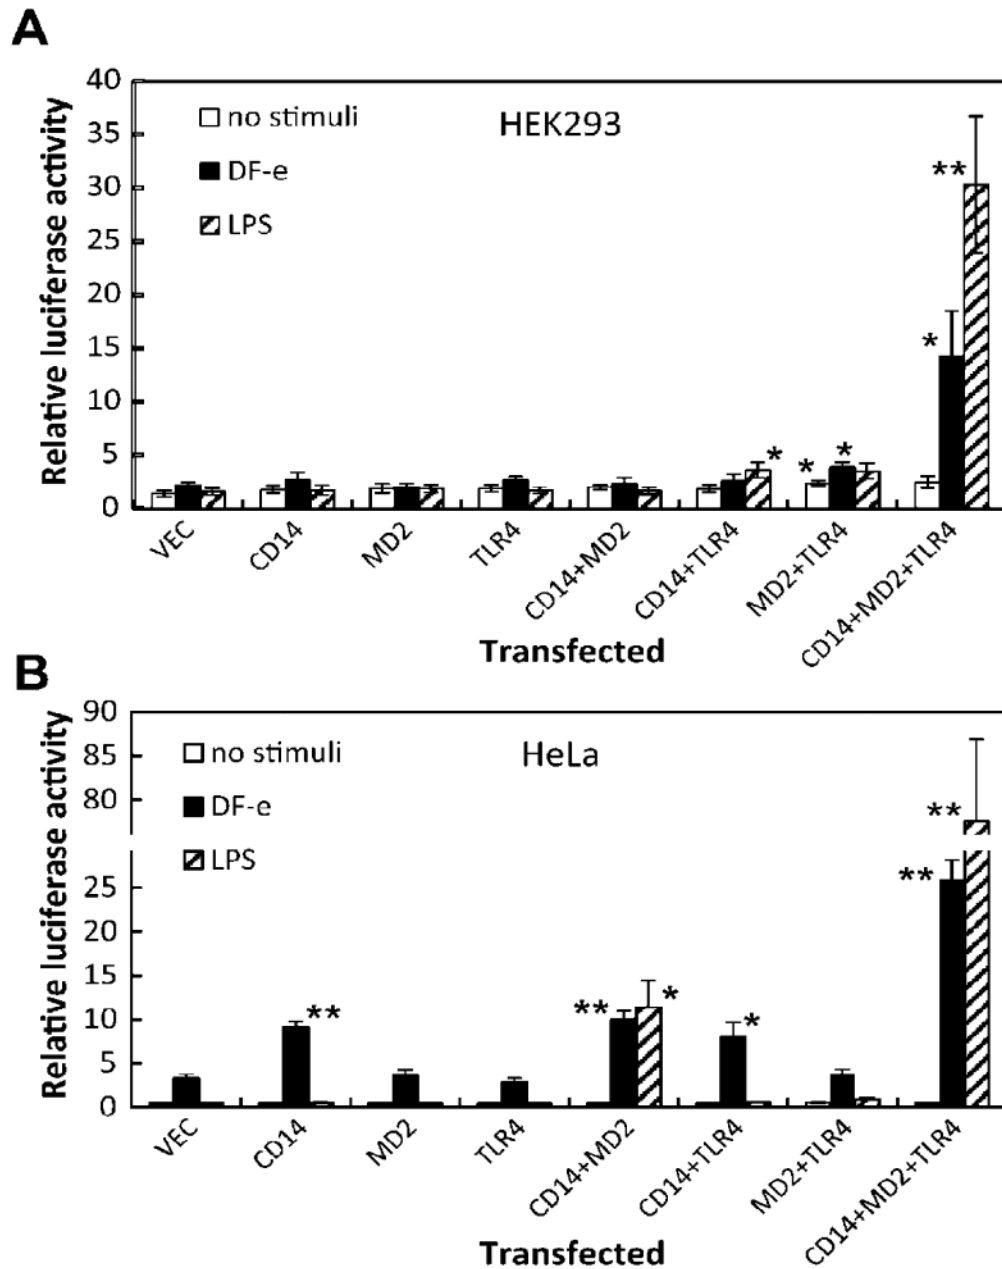 A
Relative luciferase activity
40
35
30
25
20
15
10
5
0
no stimuli
DF-e
LPS
HEK293
**
*
*
*
*
VEC
CD14
MD2
TLR4
CD14+MD2
CD14+TLR4
MD2+TLR4
CD14+MD2+TLR4
Transfected
B
Relative luciferase activity
90
85
80
25
20
15
10
5
0
no stimuli
DF-e
LPS
HeLa
**
**
**
**
*
*
VEC
CD14
MD2
TLR4
CD14+MD2
CD14+TLR4
MD2+TLR4
CD14+MD2+TLR4
Transfected